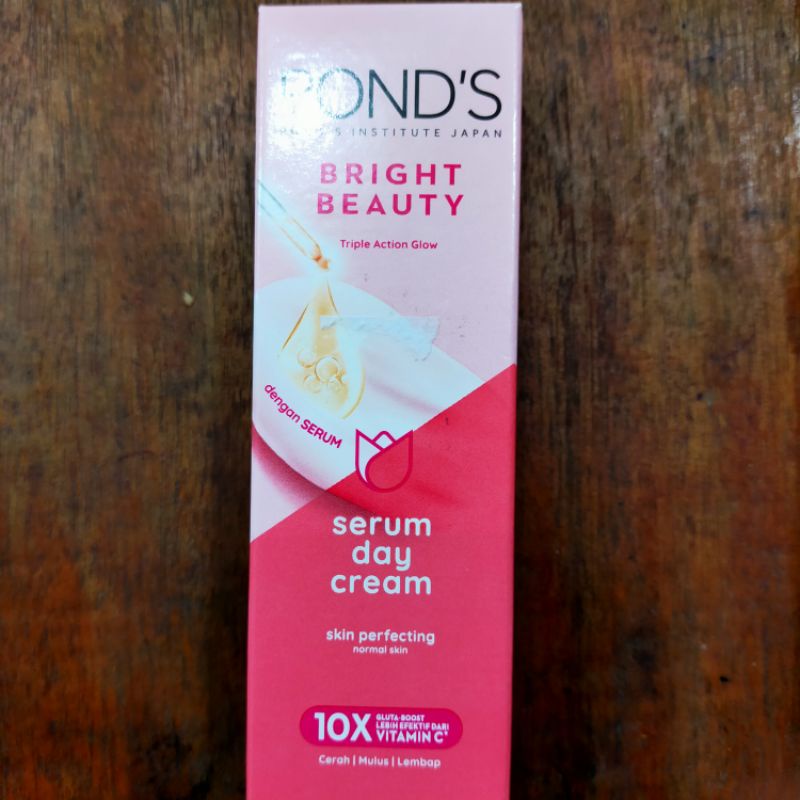 POND'S
POND'S INSTITUTE JAPAN
BRIGHT
BEAUTY
Triple Action Glow
dengan SERUM
serum
day
cream
skin perfecting
normal skin
10X GLUTA-BOOST
LEBIH EFEKTIF DARI
VITAMIN C*
Cerah | Mulus | Lembap